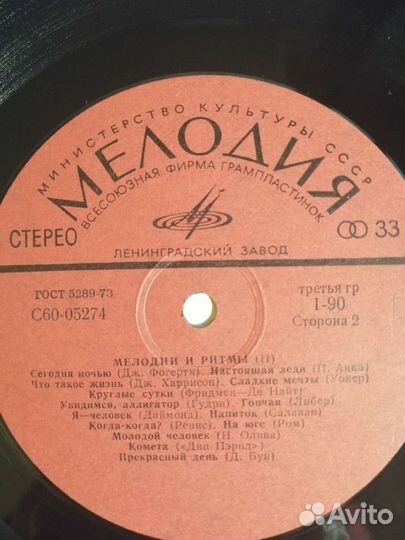 МИНИСТЕРСТВО КУЛЬТУРЫ СССР
МЕЛОДИЯ
ВСЕСОЮЗНАЯ ФИРМА ГРАМПЛАСТИНОК
СТЕРЕО
33
ЛЕНИНГРАДСКИЙ ЗАВОД
ГОСТ 5289-73
С60-05274
третья гр
1-90
Сторона 2
МЕЛОДИИ И РИТМЫ (II)
Сегодня ночью (Дж. Фогерти). Настоящая леди (П. Анка)
Что такое жизнь (Дж. Харрисон). Сладкие мечты (Уокер)
Круглые сутки (Фридмен—Де Найт)
Увидимся, аллигатор (Гудри). Гончая (Либер)
Я—человек (Даймонд). Напиток (Салаван)
Когда-когда? (Ренис). На юге (Ром)
Молодой человек (Н. Олива)
Комета («Дип Пэрпл»)
Прекрасный день (Д. Буи)
Avito